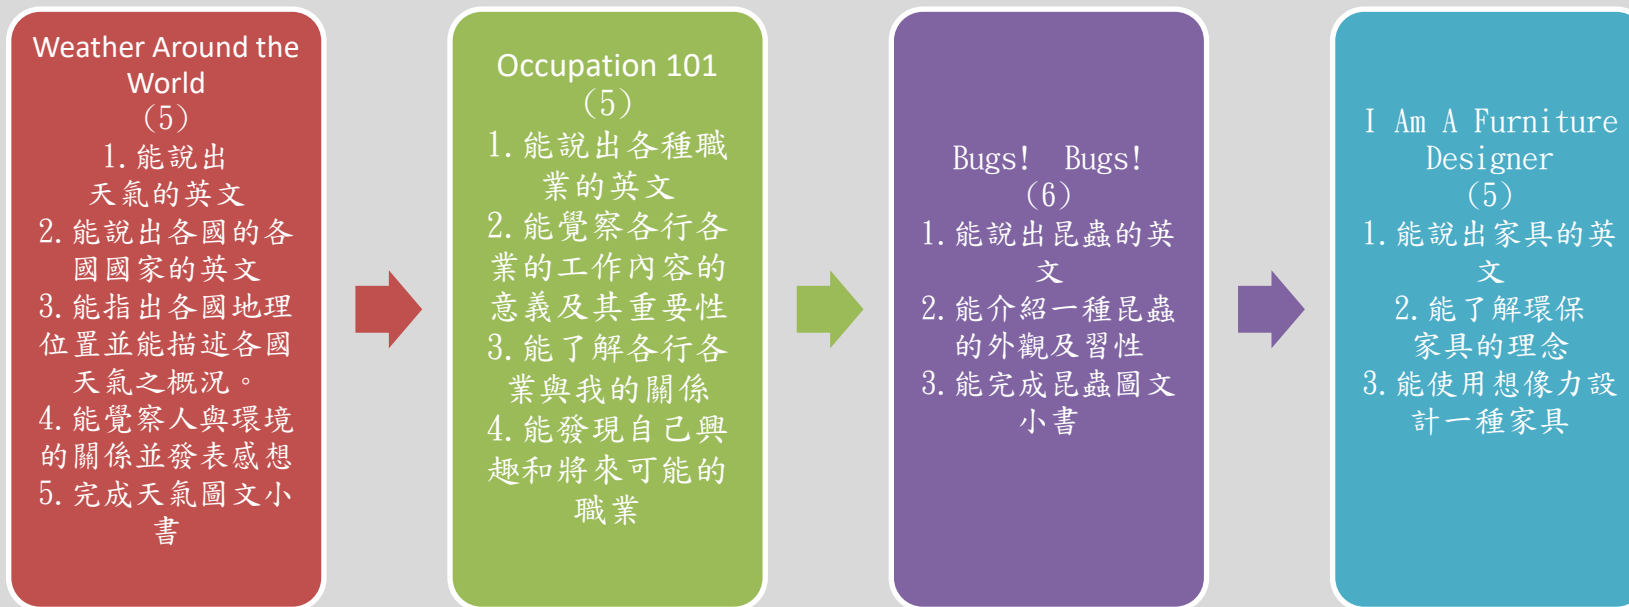 Weather Around the
World
（5）
1.能說出
天氣的英文
2.能說出各國的各
國國家的英文
3.能指出各國地理
位置並能描述各國
天氣之概況。
4.能覺察人與環境
的關係並發表感想
5.完成天氣圖文小
書
Occupation 101
（5）
1.能說出各種職
業的英文
2.能覺察各行各
業的工作內容的
意義及其重要性
3.能了解各行各
業與我的關係
4.能發現自己興
趣和將來可能的
職業
Bugs! Bugs!
（6）
1.能說出昆蟲的英
文
2.能介紹一種昆蟲
的外觀及習性
3.能完成昆蟲圖文
小書
I Am A Furniture
Designer
（5）
1.能說出家具的英
文
2.能了解環保
家具的理念
3.能使用想像力設
計一種家具